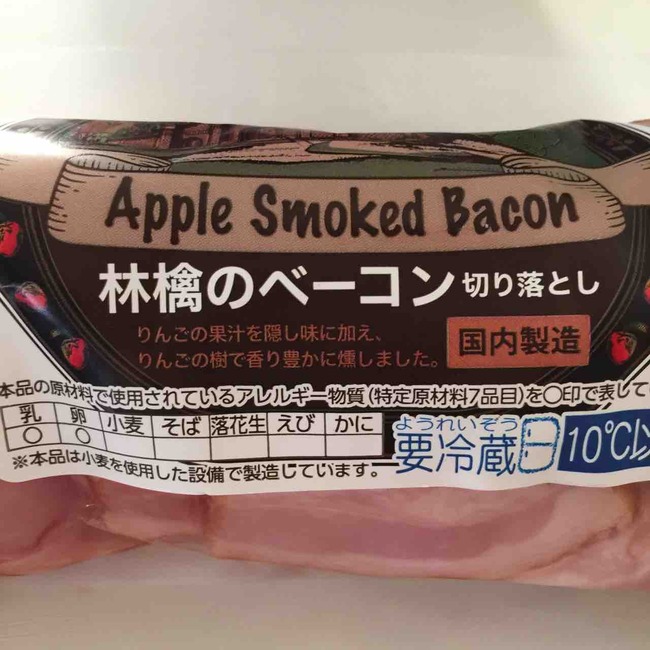 Apple Smoked Bacon
林檎のベーコン 切り落とし
りんごの果汁を隠し味に加え、
りんごの樹で香り豊かに燻しました。
国内製造
本品の原材料で使用されているアレルギー物質(特定原材料7品目)を〇印で表して
乳 卵 小麦 そば 落花生 えび かに
〇 〇
※本品は小麦を使用した設備で製造しています。
ようれいぞう
要冷蔵 10℃以